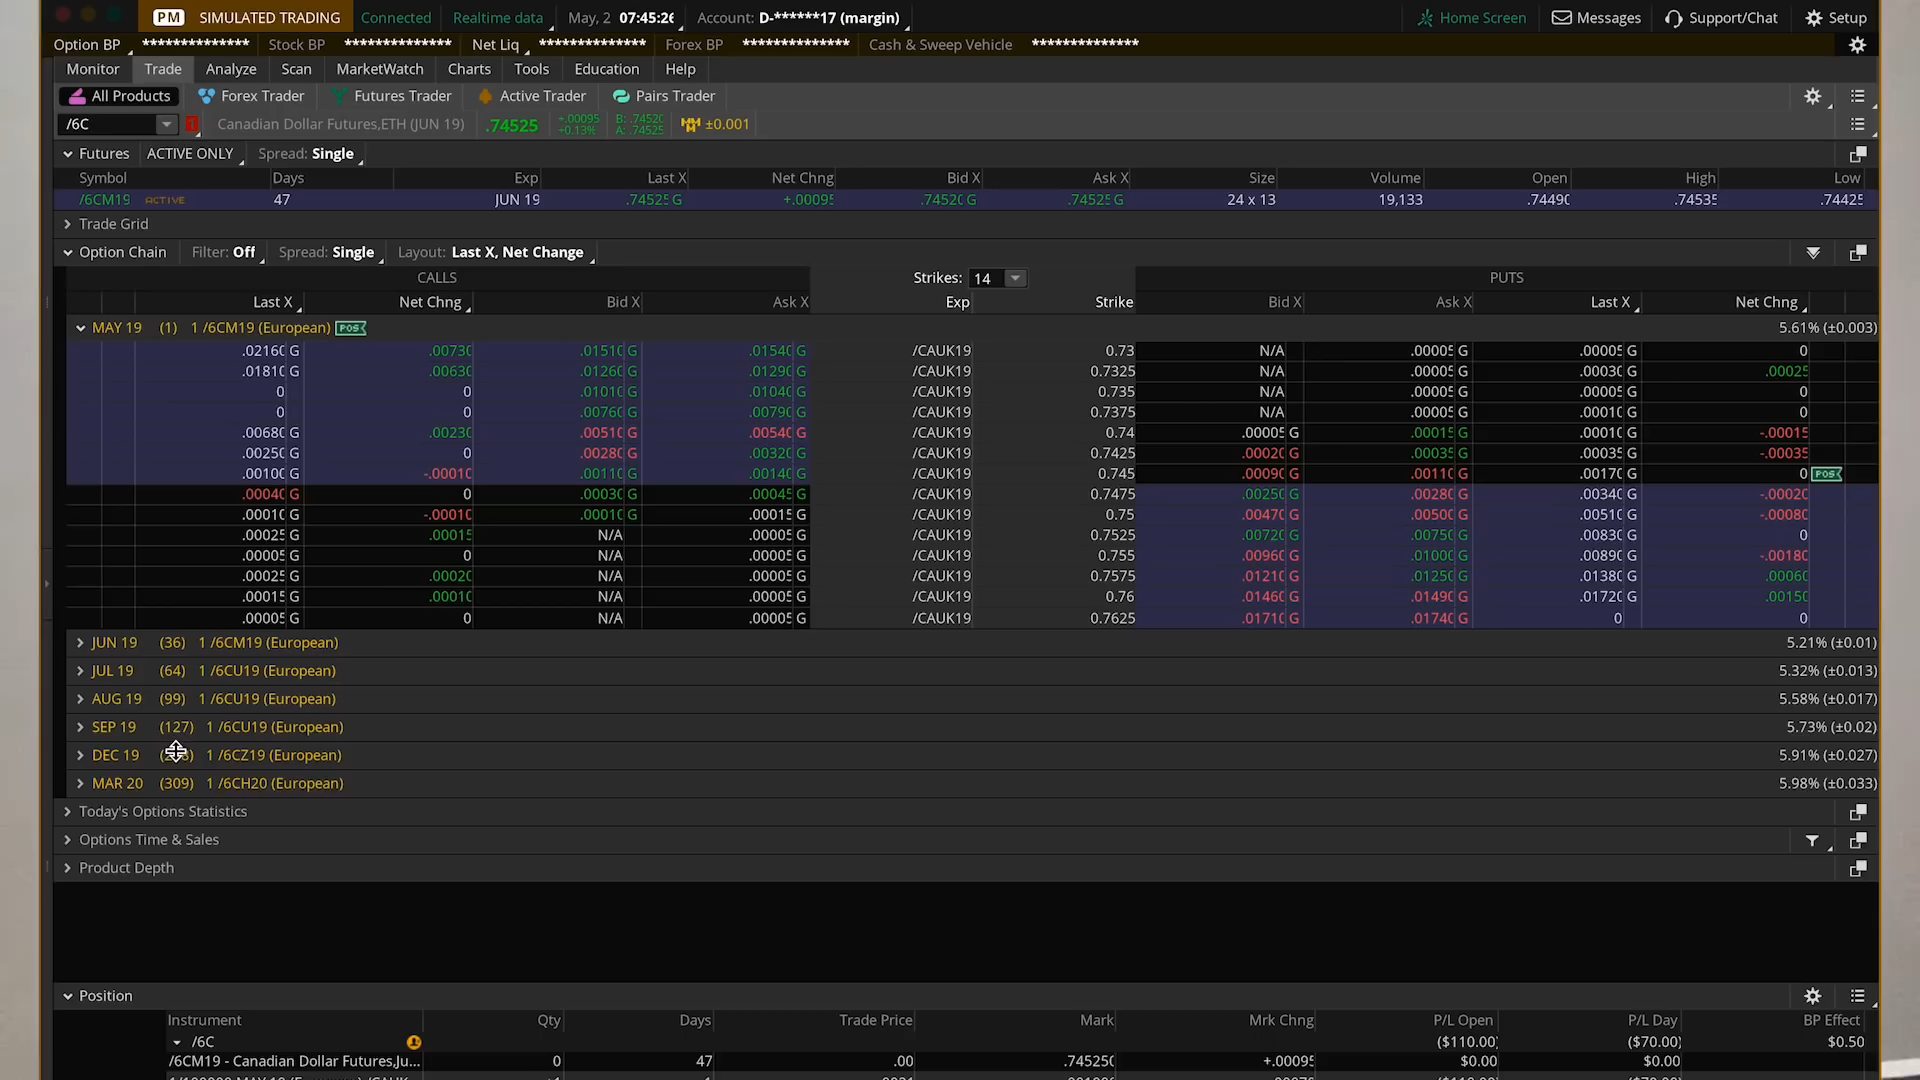 PM SIMULATED TRADING Connected Realtime data May, 2 07:45:26 Account: D-******17 (margin) Home Screen Messages Support/Chat Setup
Option BP ************** Stock BP ************** Net Liq ************** Forex BP ************** Cash & Sweep Vehicle **************
Monitor Trade Analyze Scan MarketWatch Charts Tools Education Help
All Products Forex Trader Futures Trader Active Trader Pairs Trader
/6C Canadian Dollar Futures,ETH (JUN 19) .74525 +.00095 +0.13% B: .74520 A: .74525 ±0.001
Futures ACTIVE ONLY Spread: Single
Symbol Days Exp Last X Net Chng Bid X Ask X Size Volume Open High Low
/6CM19 ACTIVE 47 JUN 19 .74525 G +.00095 .74520 G .74525 G 24 x 13 19,133 .74490 .74535 .74425
Trade Grid
Option Chain Filter: Off Spread: Single Layout: Last X, Net Change
CALLS Strikes: 14 PUTS
Last X Net Chng Bid X Ask X Exp Strike Bid X Ask X Last X Net Chng
MAY 19 (1) 1 /6CM19 (European) POS 5.61% (±0.003)
.02160 G .00730 .01510 G .01540 G /CAUK19 0.73 N/A .00005 G .00005 G 0
.01810 G .00630 .01260 G .01290 G /CAUK19 0.7325 N/A .00005 G .00030 G .00025
0 0 .01010 G .01040 G /CAUK19 0.735 N/A .00005 G .00005 G 0
0 0 .00760 G .00790 G /CAUK19 0.7375 N/A .00005 G .00010 G 0
.00680 G .00230 .00510 G .00540 G /CAUK19 0.74 .00005 G .00015 G .00010 G -.00015
.00250 G 0 .00280 G .00320 G /CAUK19 0.7425 .00020 G .00035 G .00035 G -.00035
.00100 G -.00010 .00110 G .00140 G /CAUK19 0.745 .00090 G .00110 G .00170 G 0 POS
.00040 G 0 .00030 G .00045 G /CAUK19 0.7475 .00250 G .00280 G .00340 G -.00020
.00010 G -.00010 .00010 G .00015 G /CAUK19 0.75 .00470 G .00500 G .00510 G -.00080
.00025 G .00015 N/A .00005 G /CAUK19 0.7525 .00720 G .00750 G .00830 G 0
.00005 G 0 N/A .00005 G /CAUK19 0.755 .00960 G .01000 G .00890 G -.00180
.00025 G .00020 N/A .00005 G /CAUK19 0.7575 .01210 G .01250 G .01380 G .00060
.00015 G .00010 N/A .00005 G /CAUK19 0.76 .01460 G .01490 G .01720 G .00150
.00005 G 0 N/A .00005 G /CAUK19 0.7625 .01710 G .01740 G 0 0
JUN 19 (36) 1 /6CM19 (European) 5.21% (±0.01)
JUL 19 (64) 1 /6CU19 (European) 5.32% (±0.013)
AUG 19 (99) 1 /6CU19 (European) 5.58% (±0.017)
SEP 19 (127) 1 /6CU19 (European) 5.73% (±0.02)
DEC 19 1 /6CZ19 (European) 5.91% (±0.027)
MAR 20 (309) 1 /6CH20 (European) 5.98% (±0.033)
Today's Options Statistics
Options Time & Sales
Product Depth
Position
Instrument Qty Days Trade Price Mark Mrk Chng P/L Open P/L Day BP Effect
/6C ($110.00) ($70.00) $0.50
/6CM19 - Canadian Dollar Futures,Ju... 0 47 .00 .74525 +.00095 $0.00 $0.00